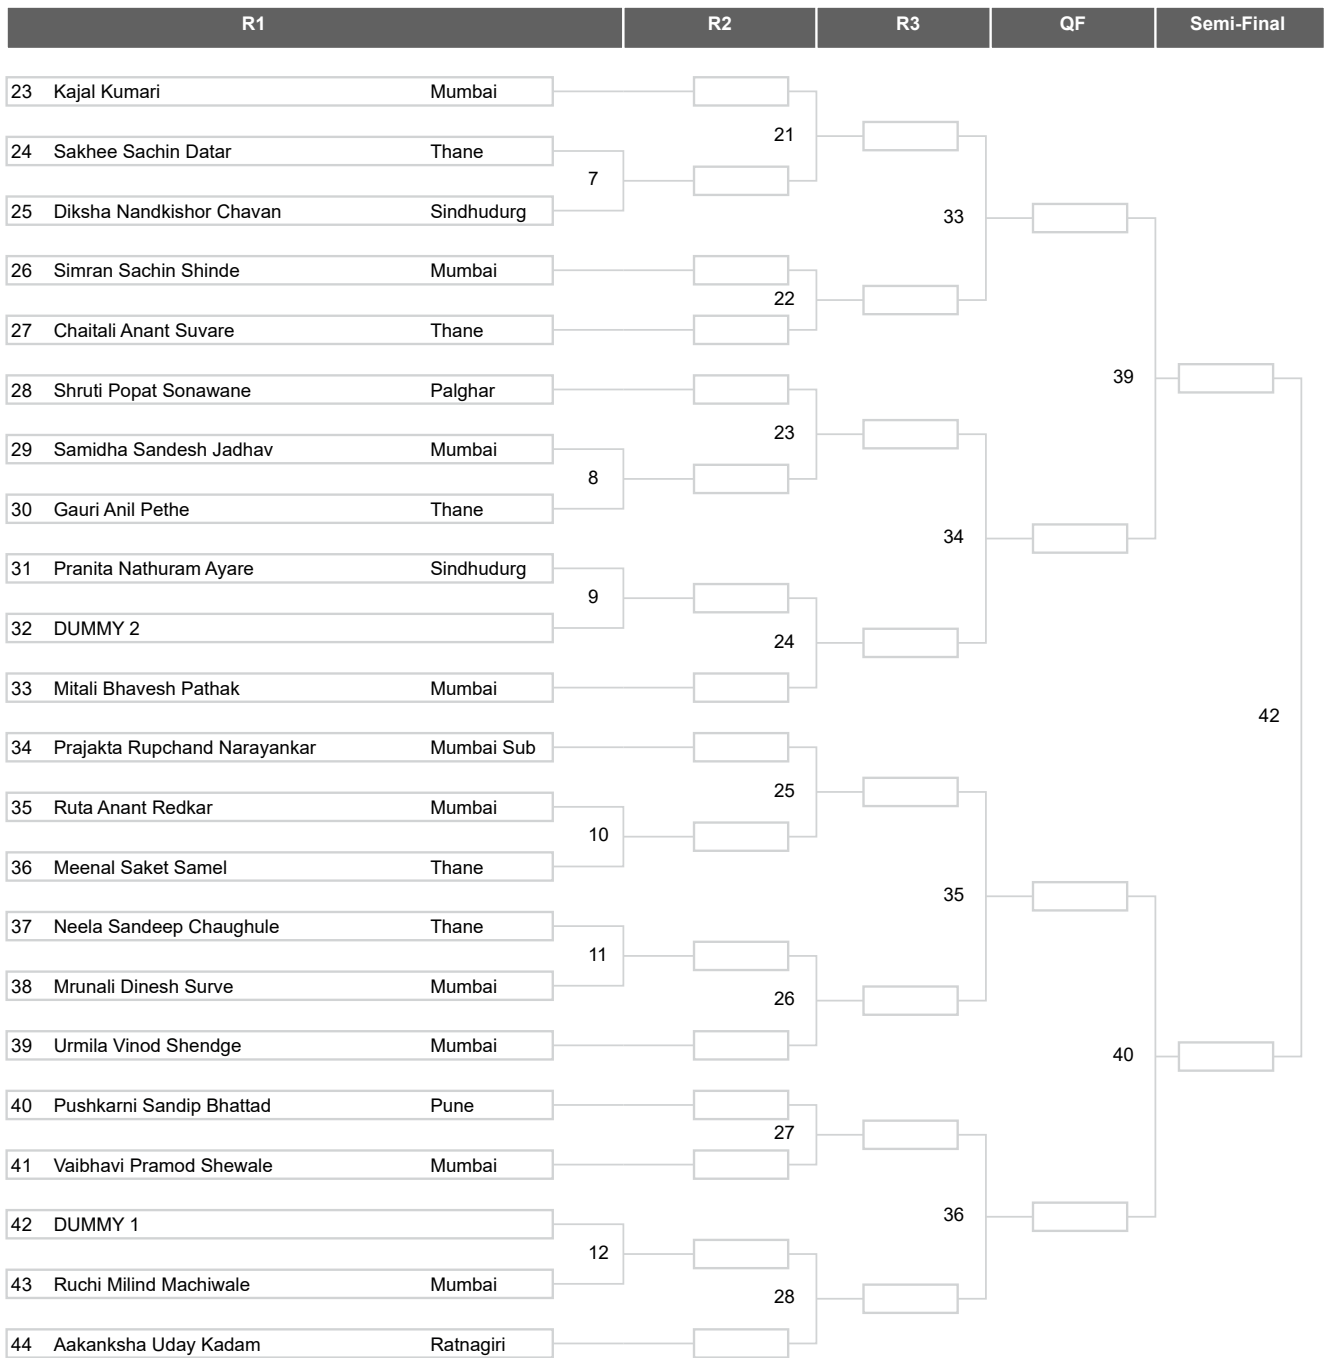 R1 R2 R3 QF Semi-Final
23 Kajal Kumari Mumbai
21
24 Sakhee Sachin Datar Thane
7
25 Diksha Nandkishor Chavan Sindhudurg
33
26 Simran Sachin Shinde Mumbai
22
27 Chaitali Anant Suvare Thane
39
28 Shruti Popat Sonawane Palghar
23
29 Samidha Sandesh Jadhav Mumbai
8
30 Gauri Anil Pethe Thane
34
31 Pranita Nathuram Ayare Sindhudurg
9
32 DUMMY 2
24
33 Mitali Bhavesh Pathak Mumbai
42
34 Prajakta Rupchand Narayankar Mumbai Sub
25
35 Ruta Anant Redkar Mumbai
10
36 Meenal Saket Samel Thane
35
37 Neela Sandeep Chaughule Thane
11
38 Mrunali Dinesh Surve Mumbai
26
39 Urmila Vinod Shendge Mumbai
40
40 Pushkarni Sandip Bhattad Pune
27
41 Vaibhavi Pramod Shewale Mumbai
36
42 DUMMY 1
12
43 Ruchi Milind Machiwale Mumbai
28
44 Aakanksha Uday Kadam Ratnagiri